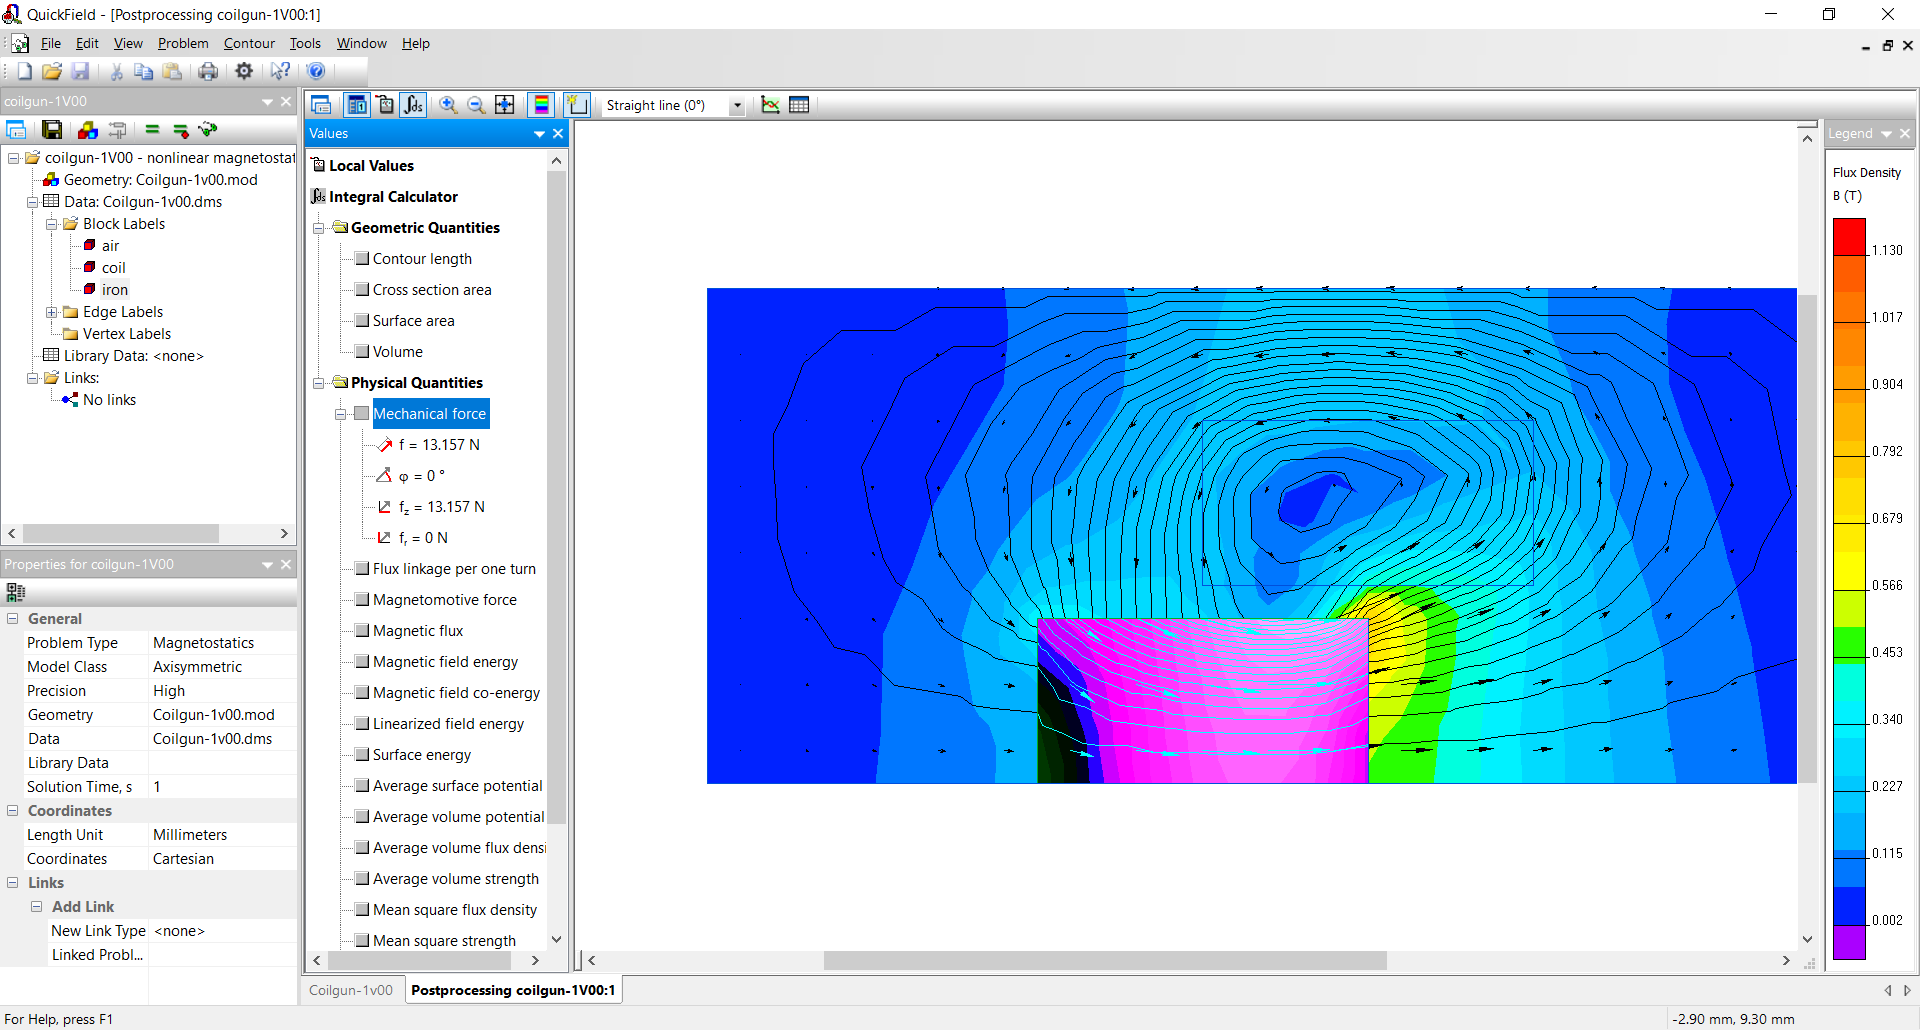 QuickField - [Postprocessing coilgun-1V00:1]
File Edit View Problem Contour Tools Window Help
coilgun-1V00
coilgun-1V00 - nonlinear magnetostat
Geometry: Coilgun-1v00.mod
Data: Coilgun-1v00.dms
Block Labels
air
coil
iron
Edge Labels
Vertex Labels
Library Data: <none>
Links:
No links
Properties for coilgun-1V00
General
Problem Type Magnetostatics
Model Class Axisymmetric
Precision High
Geometry Coilgun-1v00.mod
Data Coilgun-1v00.dms
Library Data
Solution Time, s 1
Coordinates
Length Unit Millimeters
Coordinates Cartesian
Links
Add Link
New Link Type <none>
Linked Probl...
Straight line (0°)
Values
Local Values
Integral Calculator
Geometric Quantities
Contour length
Cross section area
Surface area
Volume
Physical Quantities
Mechanical force
f = 13.157 N
φ = 0 °
fz = 13.157 N
fr = 0 N
Flux linkage per one turn
Magnetomotive force
Magnetic flux
Magnetic field energy
Magnetic field co-energy
Linearized field energy
Surface energy
Average surface potential
Average volume potential
Average volume flux densi
Average volume strength
Mean square flux density
Mean square strength
Legend
Flux Density
B (T)
1.130
1.017
0.904
0.792
0.679
0.566
0.453
0.340
0.227
0.115
0.002
Coilgun-1v00
Postprocessing coilgun-1V00:1
For Help, press F1
-2.90 mm, 9.30 mm